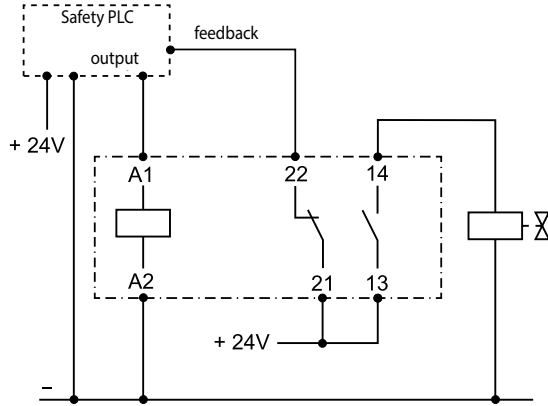 Safety PLC
feedback
output
+ 24V
A1
22
14
A2
21
13
+ 24V
–